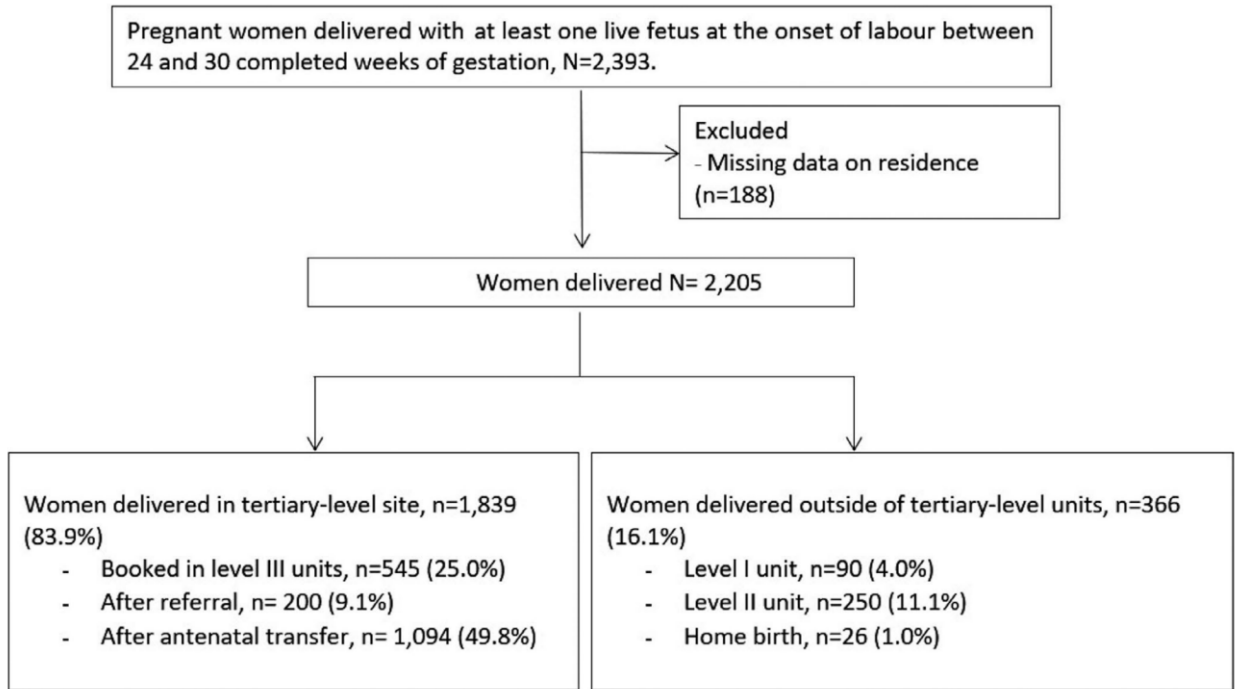 Pregnant women delivered with at least one live fetus at the onset of labour between
24 and 30 completed weeks of gestation, N=2,393.
Excluded
- Missing data on residence
(n=188)
Women delivered N= 2,205
Women delivered in tertiary-level site, n=1,839
(83.9%)
- Booked in level III units, n=545 (25.0%)
- After referral, n= 200 (9.1%)
- After antenatal transfer, n= 1,094 (49.8%)
Women delivered outside of tertiary-level units, n=366
(16.1%)
- Level I unit, n=90 (4.0%)
- Level II unit, n=250 (11.1%)
- Home birth, n=26 (1.0%)